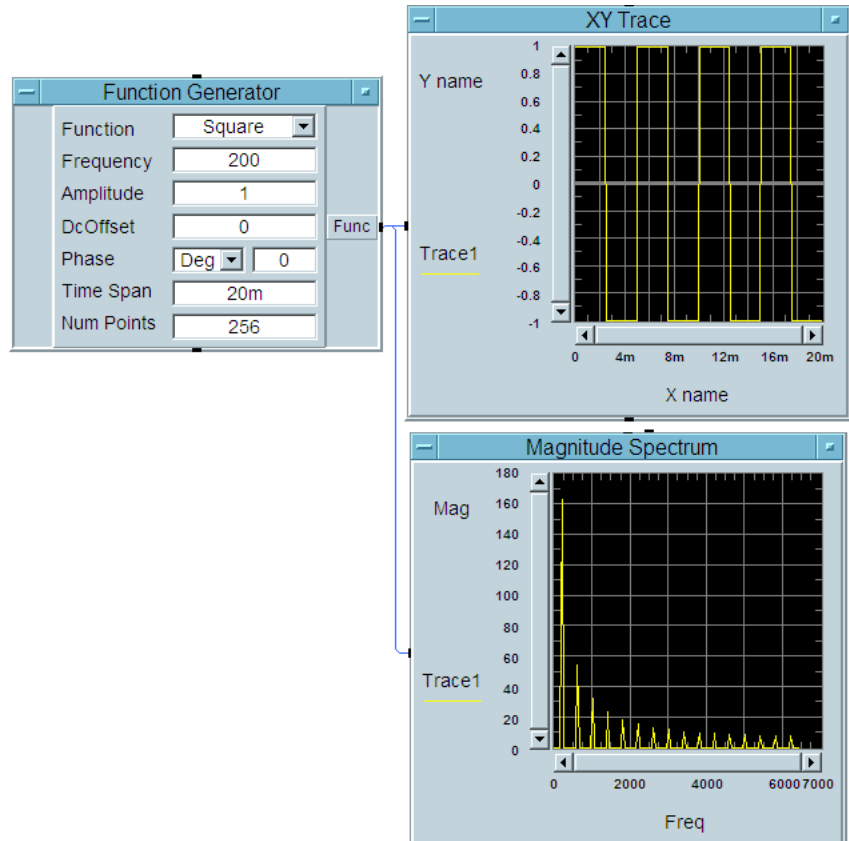 Function Generator
Function Square
Frequency 200
Amplitude 1
DcOffset 0
Phase Deg 0
Time Span 20m
Num Points 256
Func
XY Trace
Y name
Trace1
1
0.8
0.6
0.4
0.2
0
-0.2
-0.4
-0.6
-0.8
-1
0 4m 8m 12m 16m 20m
X name
Magnitude Spectrum
Mag
Trace1
180
160
140
120
100
80
60
40
20
0
0 2000 4000 6000 7000
Freq